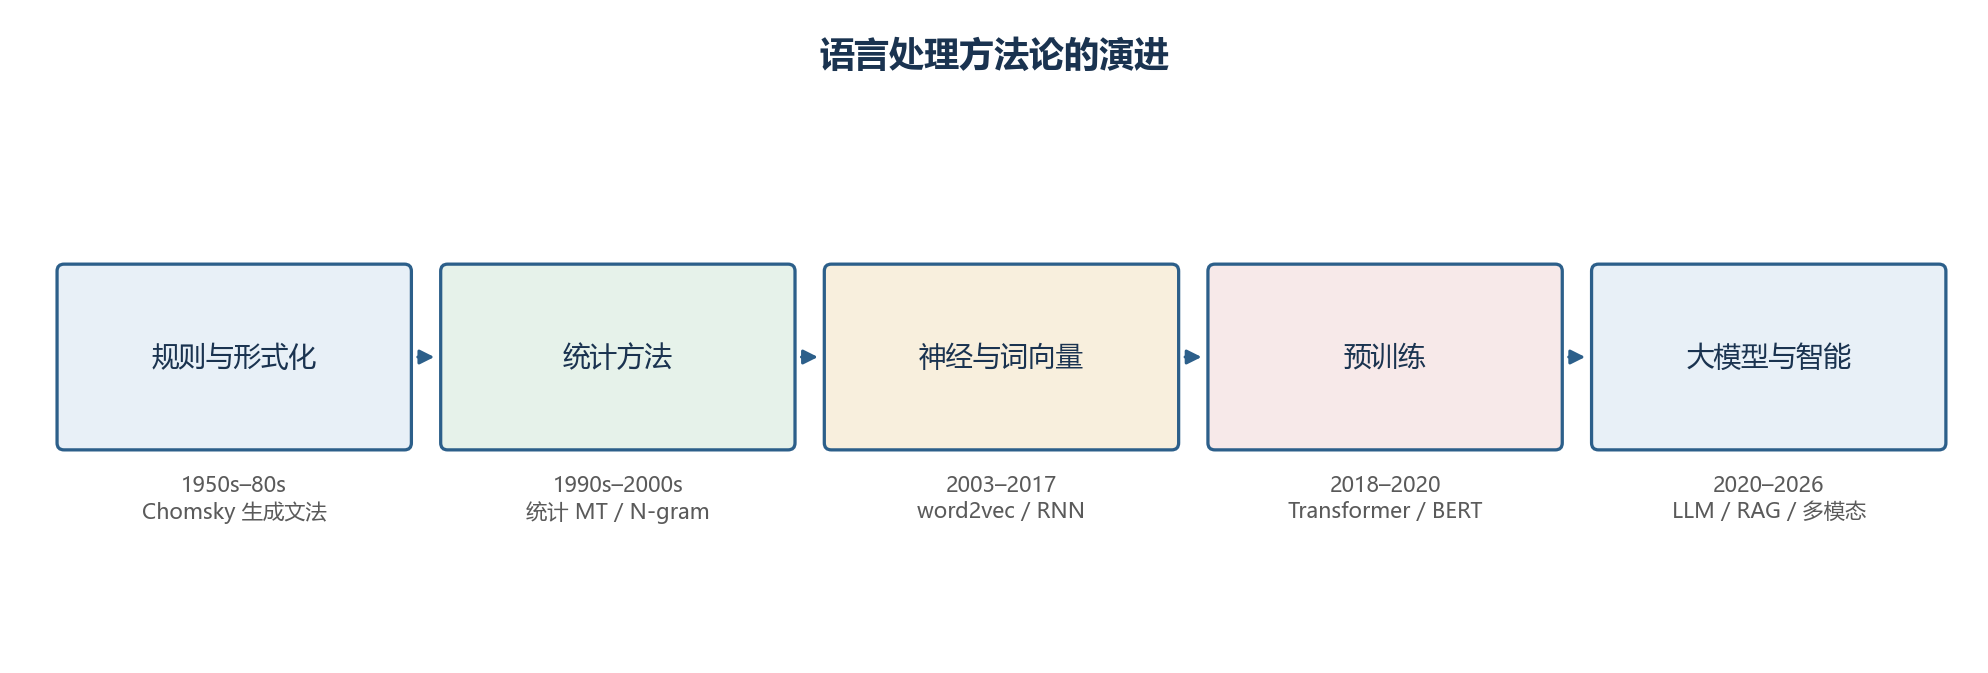 语言处理方法论的演进
规则与形式化
统计方法
神经与词向量
预训练
大模型与智能
1950s–80s
Chomsky 生成文法
1990s–2000s
统计 MT / N-gram
2003–2017
word2vec / RNN
2018–2020
Transformer / BERT
2020–2026
LLM / RAG / 多模态